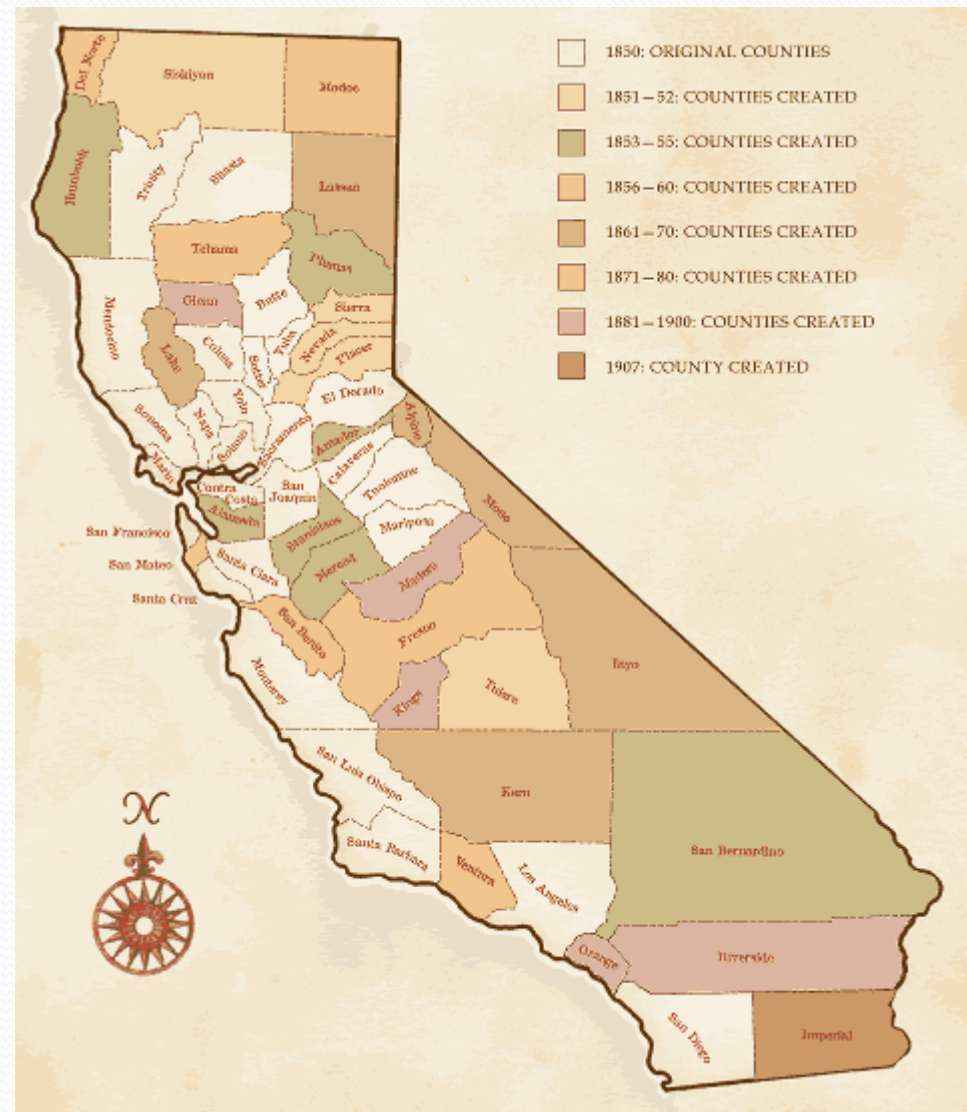 1850: ORIGINAL COUNTIES
1851–52: COUNTIES CREATED
1853–55: COUNTIES CREATED
1856–60: COUNTIES CREATED
1861–70: COUNTIES CREATED
1871–80: COUNTIES CREATED
1881–1900: COUNTIES CREATED
1907: COUNTY CREATED
Del Norte
Siskiyou
Modoc
Humboldt
Trinity
Shasta
Lassen
Tehama
Plumas
Mendocino
Glenn
Butte
Sierra
Lake
Colusa
Sutter
Yuba
Nevada
Placer
El Dorado
Sonoma
Napa
Yolo
Solano
Sacramento
Amador
Alpine
Marin
Calaveras
Tuolumne
Mono
Contra
Costa
San
Joaquin
Alameda
Stanislaus
Mariposa
San Francisco
San Mateo
Santa Clara
Merced
Madera
Santa Cruz
San Benito
Fresno
Monterey
Kings
Tulare
Inyo
San Luis Obispo
Kern
N
Santa Barbara
Ventura
Los Angeles
San Bernardino
Orange
Riverside
San Diego
Imperial